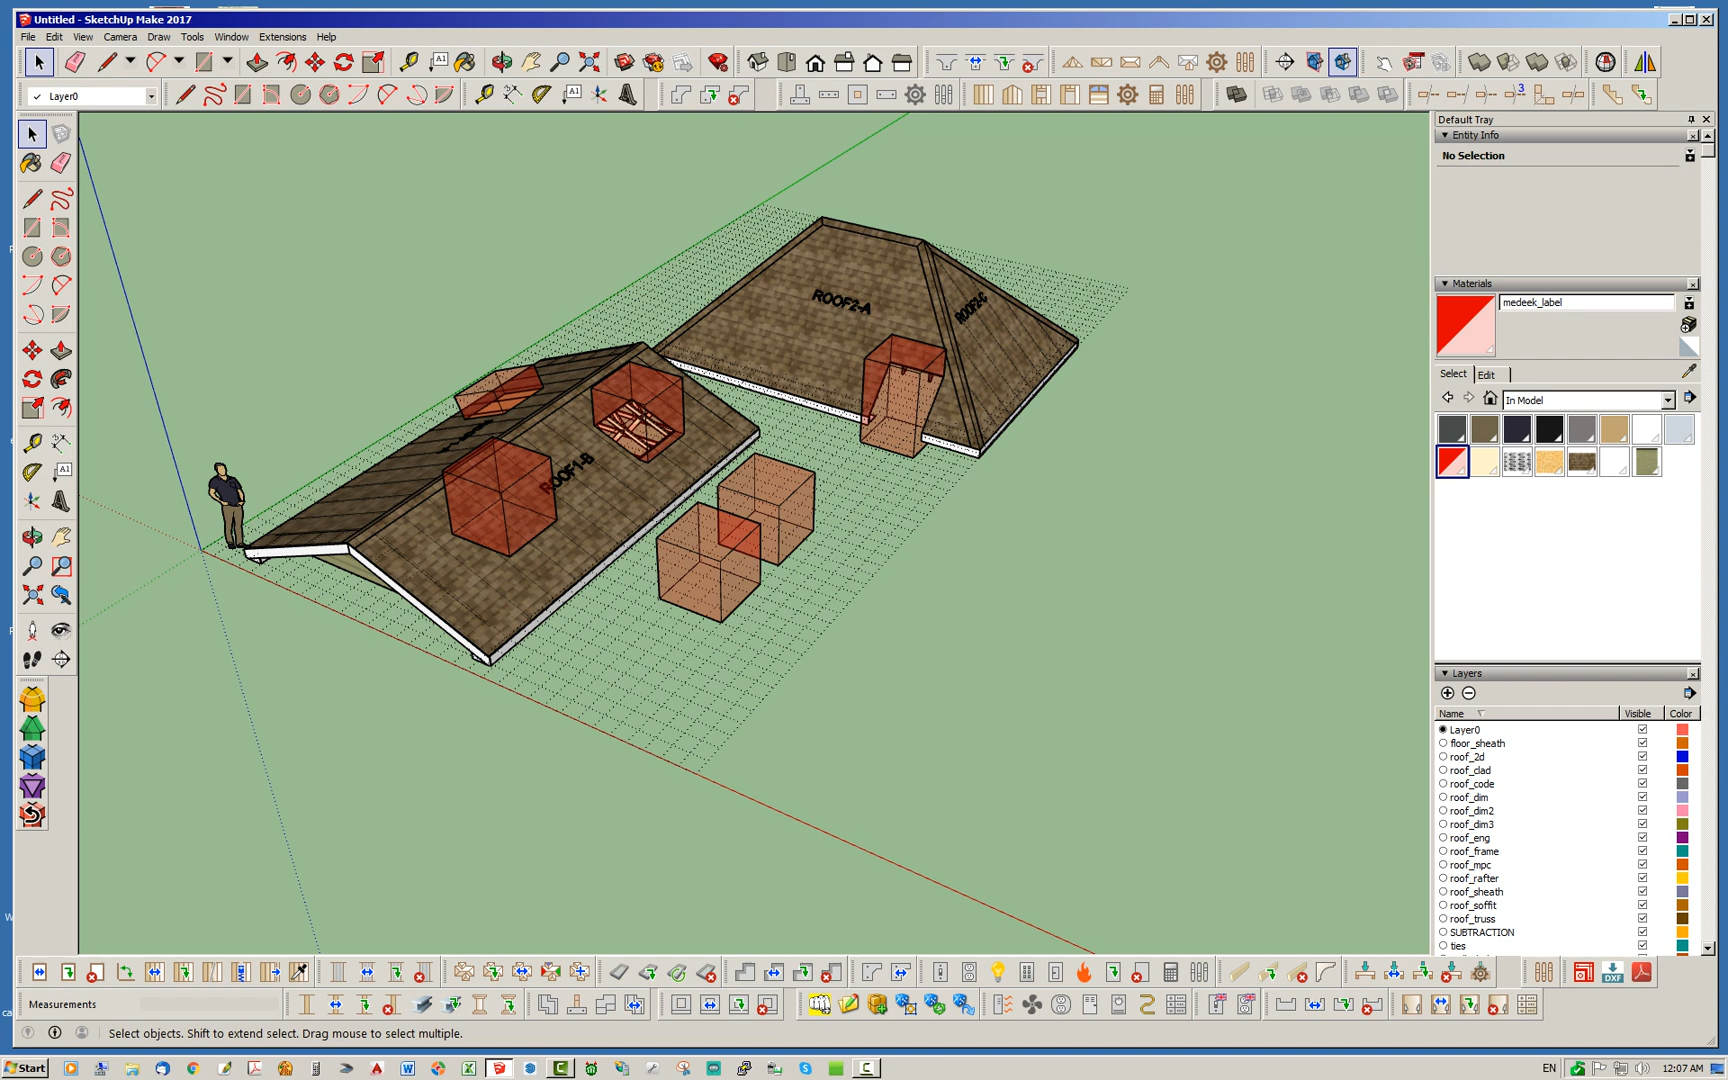 Untitled - SketchUp Make 2017
File Edit View Camera Draw Tools Window Extensions Help
Layer0
Default Tray
Entity Info
No Selection
Materials
medeek_label
Select Edit
In Model
ROOF2-A
ROOF2-C
ROOF1-B
Layers
Name Visible Color
Layer0
floor_sheath
roof_2d
roof_clad
roof_code
roof_dim
roof_dim2
roof_dim3
roof_eng
roof_frame
roof_mpc
roof_rafter
roof_sheath
roof_soffit
roof_truss
SUBTRACTION
ties
Measurements
Select objects. Shift to extend select. Drag mouse to select multiple.
Start
EN
12:07 AM